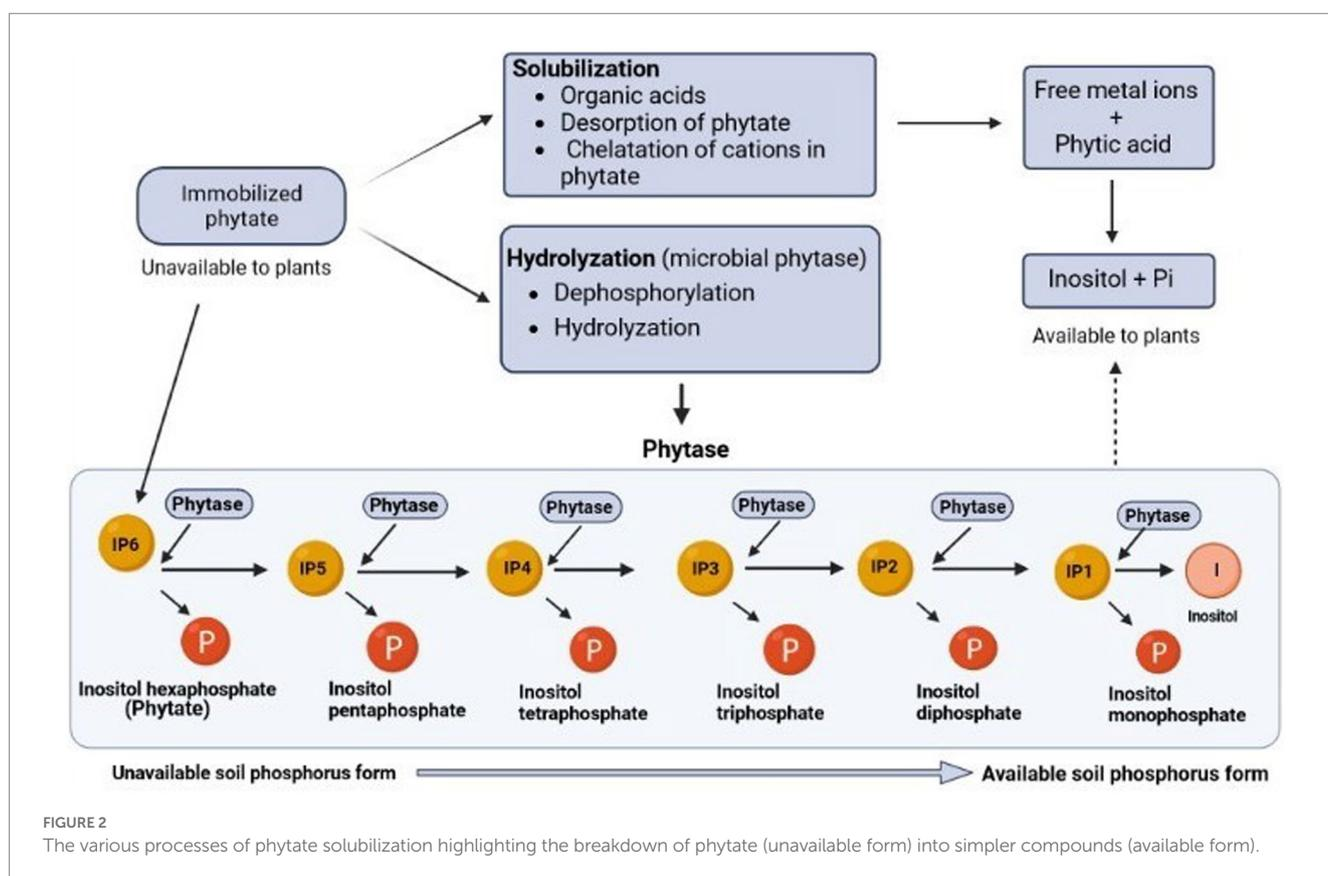 Solubilization
• Organic acids
• Desorption of phytate
• Chelatation of cations in
phytate
Free metal ions
+
Phytic acid
Immobilized
phytate
Unavailable to plants
Hydrolyzation (microbial phytase)
• Dephosphorylation
• Hydrolyzation
Inositol + Pi
Available to plants
Phytase
Phytase
Phytase
Phytase
Phytase
Phytase
Phytase
IP6
IP5
IP4
IP3
IP2
IP1
I
Inositol
P
P
P
P
P
P
Inositol hexaphosphate
(Phytate)
Inositol
pentaphosphate
Inositol
tetraphosphate
Inositol
triphosphate
Inositol
diphosphate
Inositol
monophosphate
Unavailable soil phosphorus form
Available soil phosphorus form
FIGURE 2
The various processes of phytate solubilization highlighting the breakdown of phytate (unavailable form) into simpler compounds (available form).